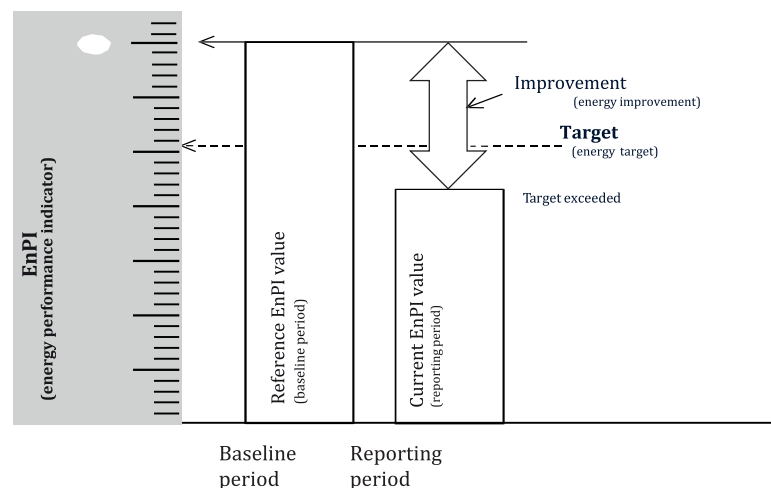 EnPI
(energy performance indicator)
Reference EnPI value
(baseline period)
Current EnPI value
(reporting period)
Improvement
(energy improvement)
Target
(energy target)
Target exceeded
Baseline
period
Reporting
period